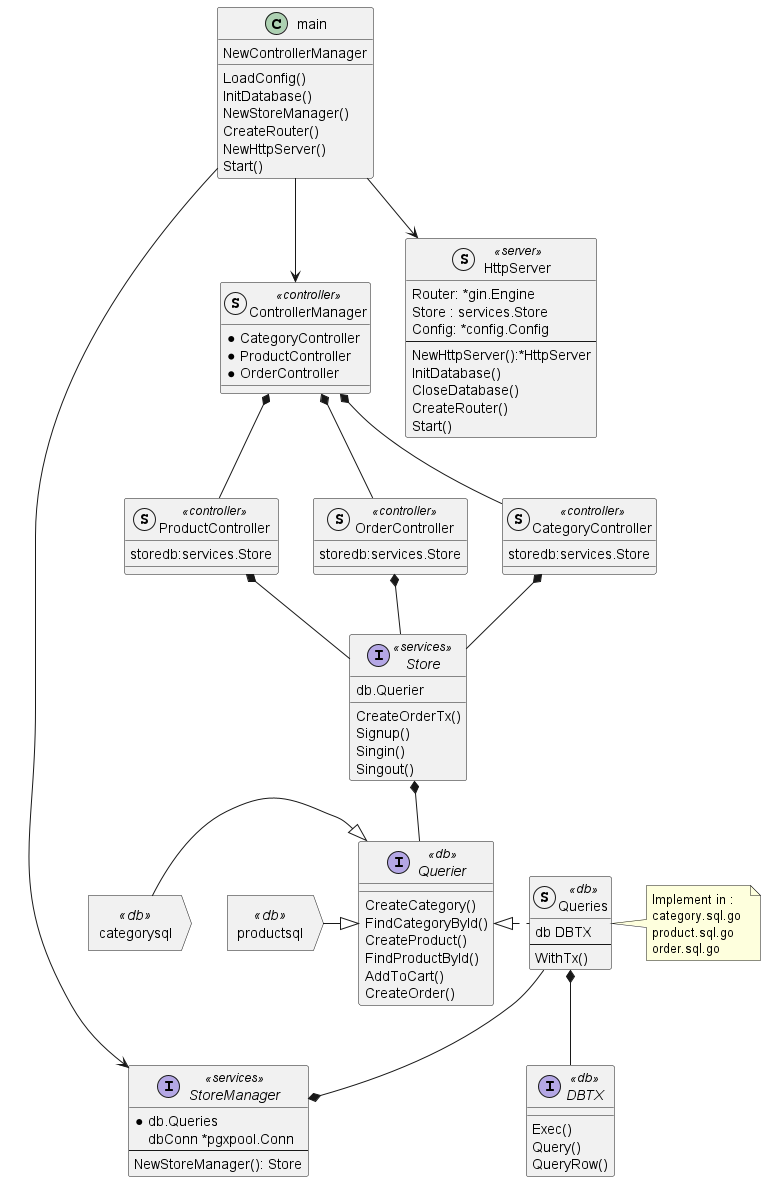 C main
NewControllerManager
LoadConfig()
InitDatabase()
NewStoreManager()
CreateRouter()
NewHttpServer()
Start()
S «server»
HttpServer
Router: *gin.Engine
Store : services.Store
Config: *config.Config
NewHttpServer():*HttpServer
InitDatabase()
CloseDatabase()
CreateRouter()
Start()
S «controller»
ControllerManager
CategoryController
ProductController
OrderController
S «controller»
ProductController
storedb:services.Store
S «controller»
OrderController
storedb:services.Store
S «controller»
CategoryController
storedb:services.Store
I «services»
Store
db.Querier
CreateOrderTx()
Signup()
Singin()
Singout()
I «db»
Querier
CreateCategory()
FindCategoryById()
CreateProduct()
FindProductById()
AddToCart()
CreateOrder()
«db»
categorysql
«db»
productsql
S «db»
Queries
db DBTX
WithTx()
Implement in :
category.sql.go
product.sql.go
order.sql.go
I «services»
StoreManager
db.Queries
dbConn *pgxpool.Conn
NewStoreManager(): Store
I «db»
DBTX
Exec()
Query()
QueryRow()